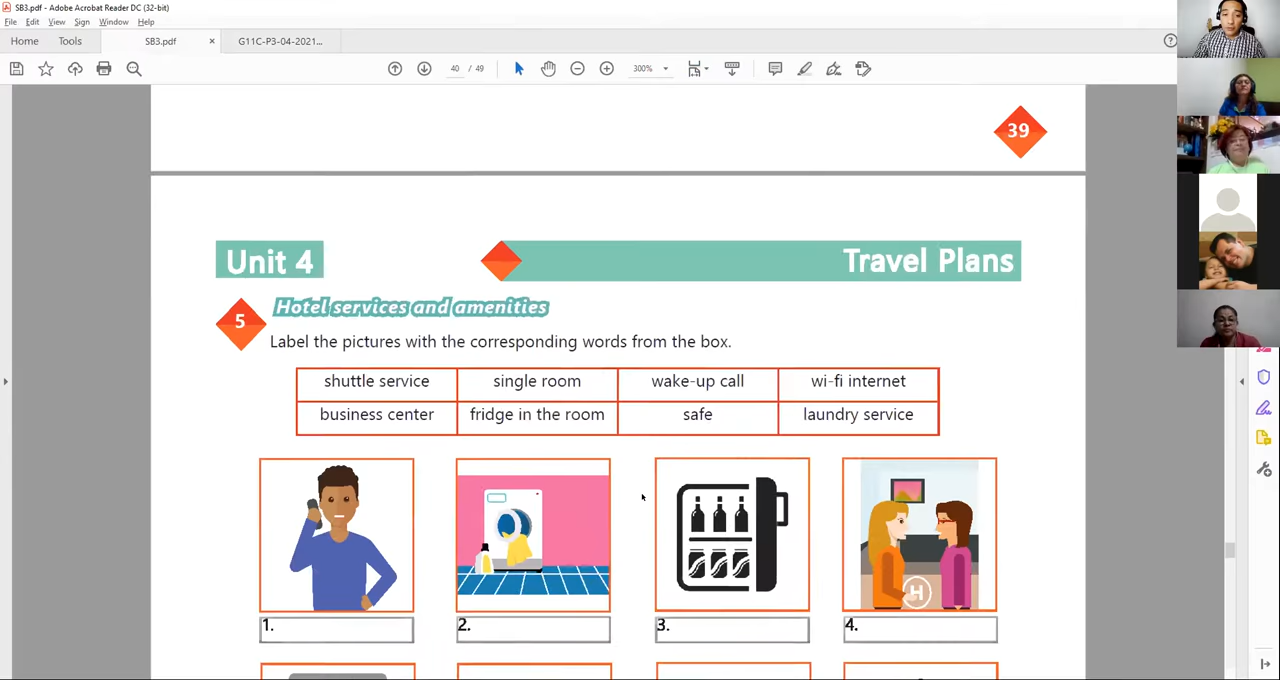 SB3.pdf - Adobe Acrobat Reader DC (32-bit)
File Edit View Sign Window Help
Home Tools SB3.pdf × G11C-P3-04-2021...
40 / 49 300%
39
Unit 4 Travel Plans
5 Hotel services and amenities
Label the pictures with the corresponding words from the box.
shuttle service single room wake-up call wi-fi internet
business center fridge in the room safe laundry service
H
1. 2. 3. 4.